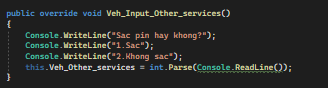 public override void Veh_Input_Other_services()
{
Console.WriteLine("Sac pin hay khong?");
Console.WriteLine("1.Sac");
Console.WriteLine("2.Khong sac");
this.Veh_Other_services = int.Parse(Console.ReadLine());
}